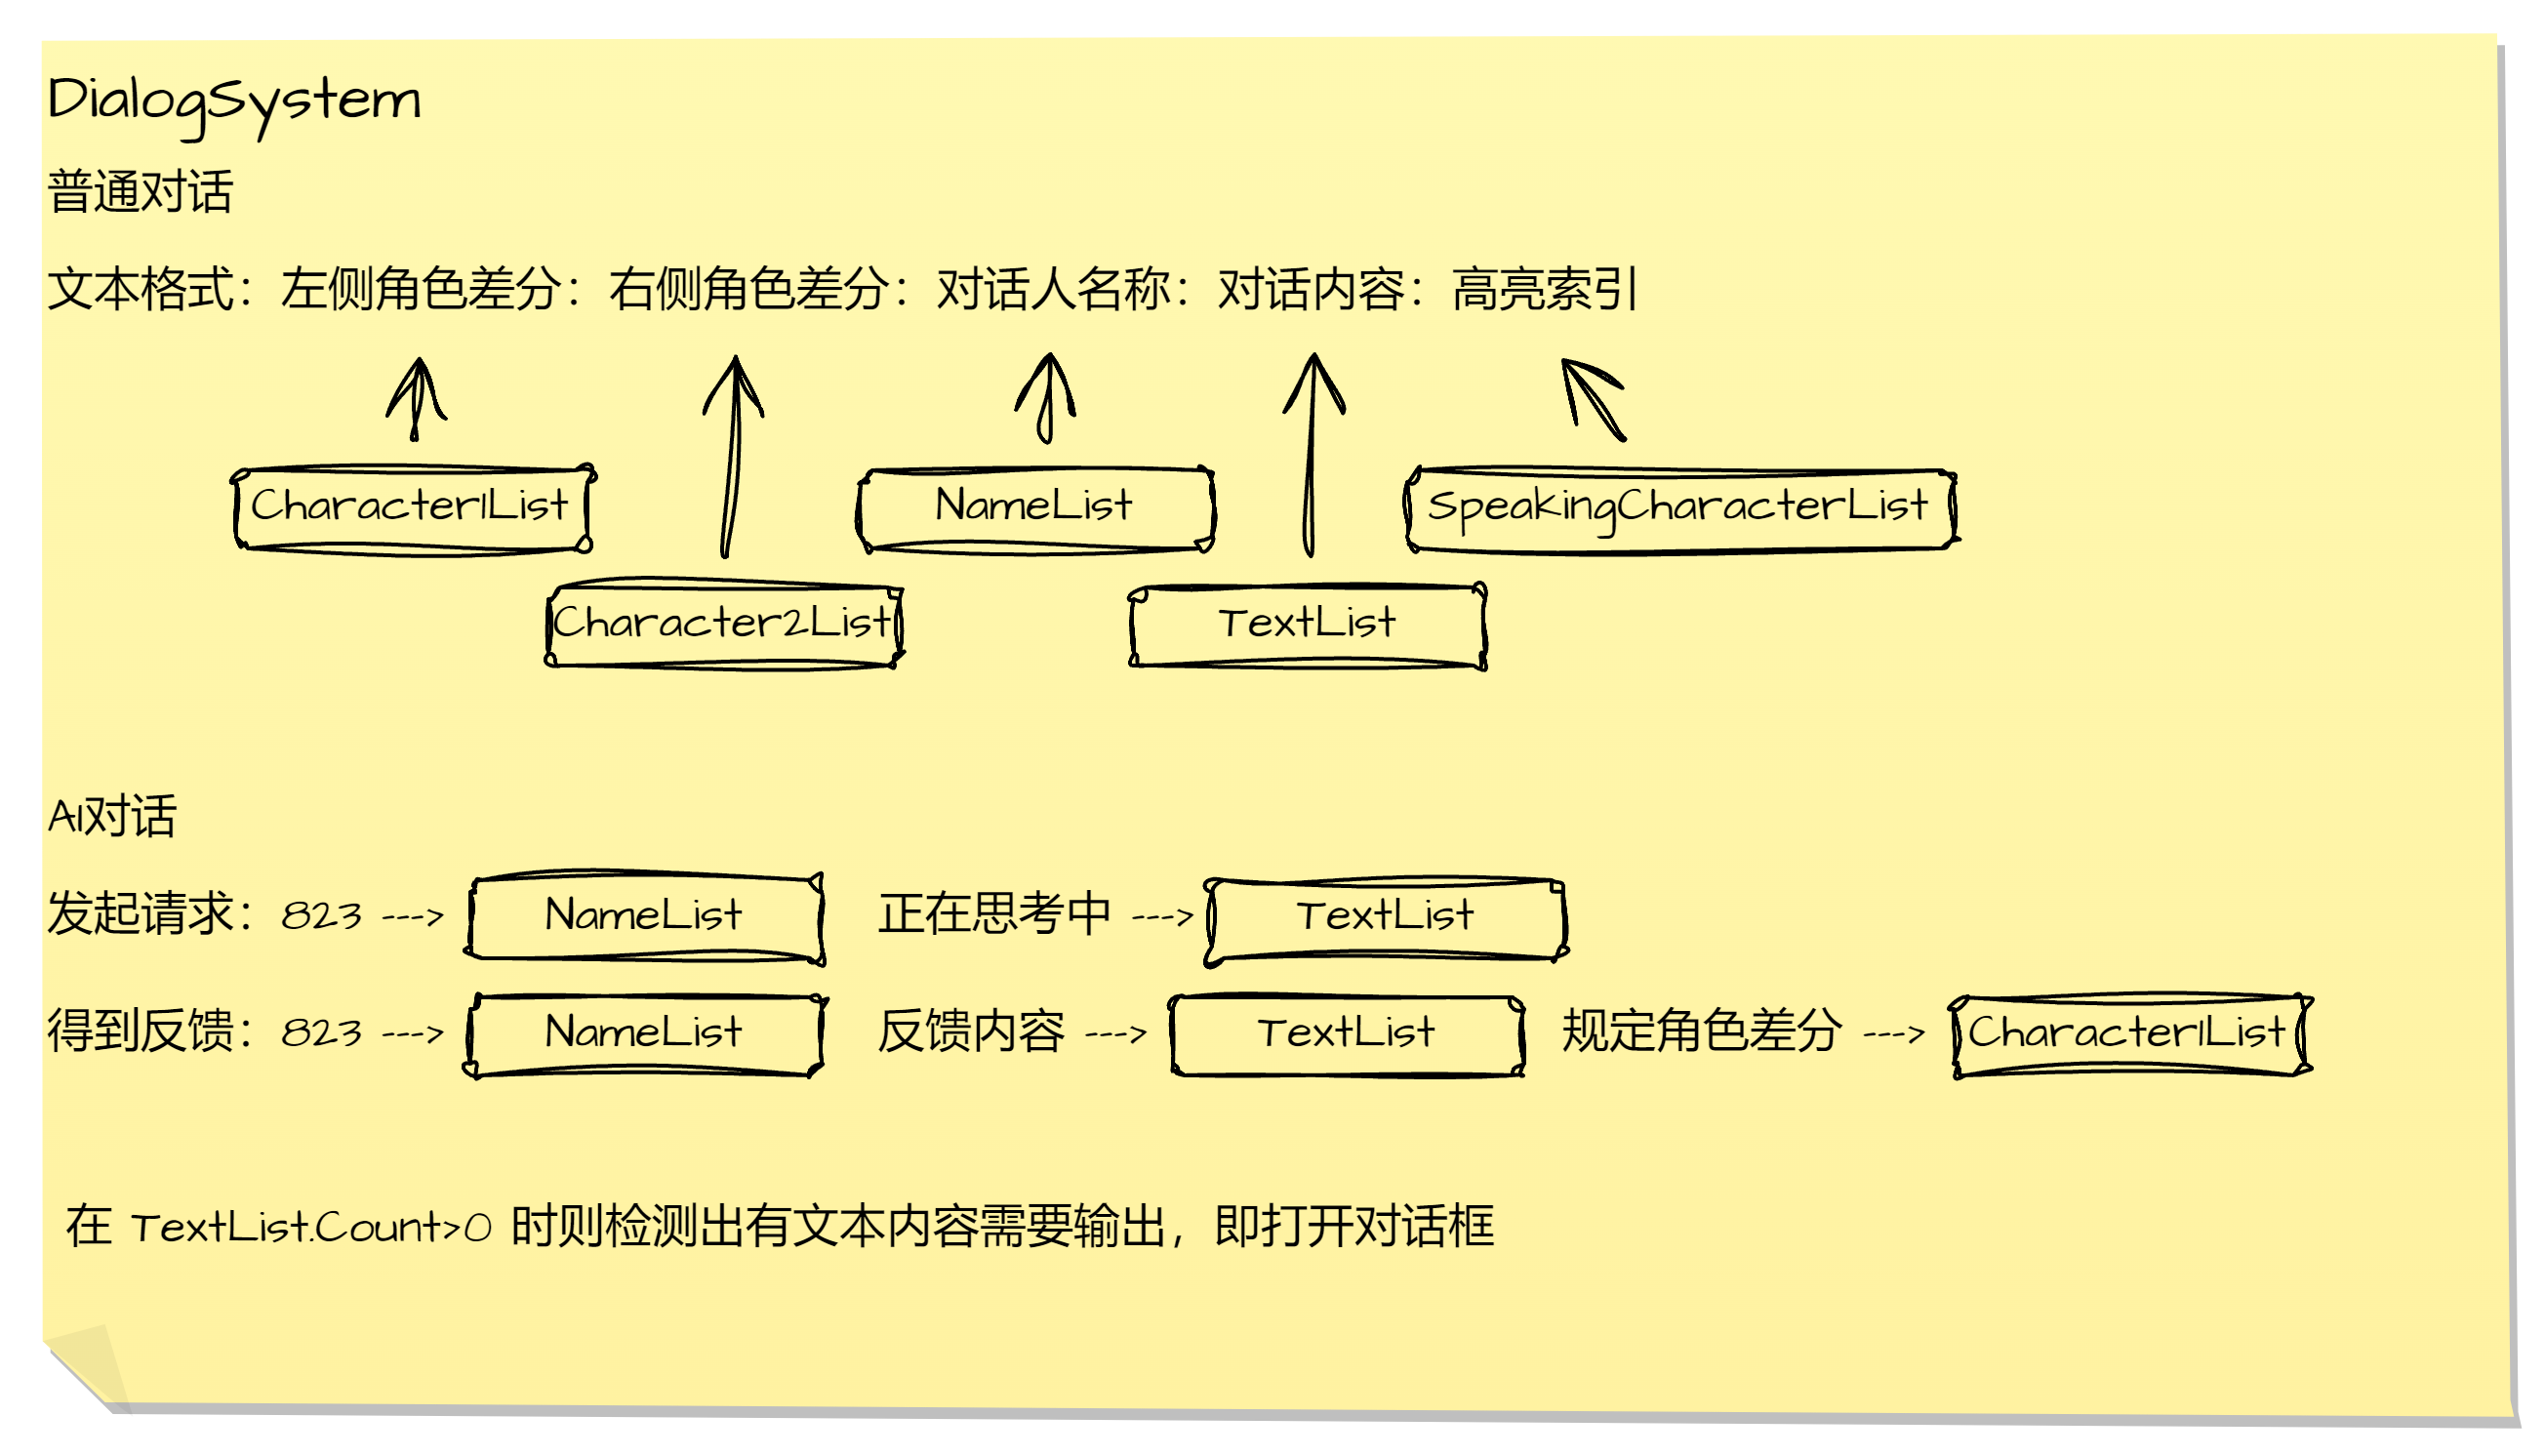 DialogSystem
普通对话
文本格式：左侧角色差分：右侧角色差分：对话人名称：对话内容：高亮索引
Character1List NameList SpeakingCharacterList
Character2List TextList
AI对话
发起请求：823 ---> NameList 正在思考中 ---> TextList
得到反馈：823 ---> NameList 反馈内容 ---> TextList 规定角色差分 ---> Character1List
在 TextList.Count>0 时则检测出有文本内容需要输出，即打开对话框